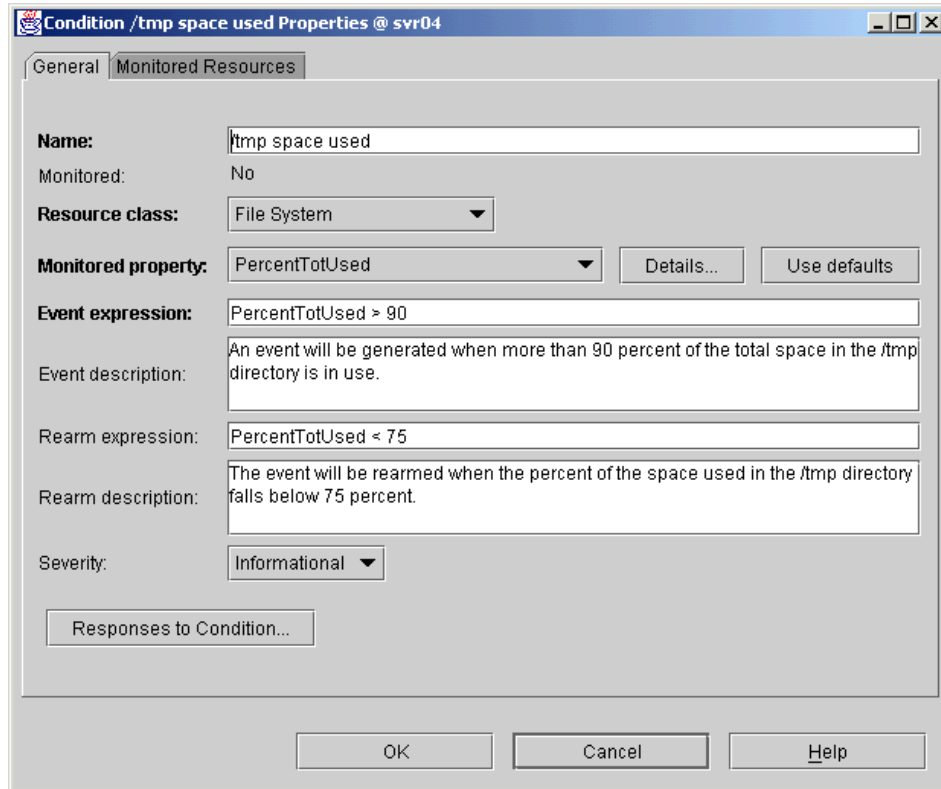 Condition /tmp space used Properties @ svr04
General
Monitored Resources
Name:
/tmp space used
Monitored:
No
Resource class:
File System
Monitored property:
PercentTotUsed
Details...
Use defaults
Event expression:
PercentTotUsed > 90
Event description:
An event will be generated when more than 90 percent of the total space in the /tmp
directory is in use.
Rearm expression:
PercentTotUsed < 75
Rearm description:
The event will be rearmed when the percent of the space used in the /tmp directory
falls below 75 percent.
Severity:
Informational
Responses to Condition...
OK
Cancel
Help